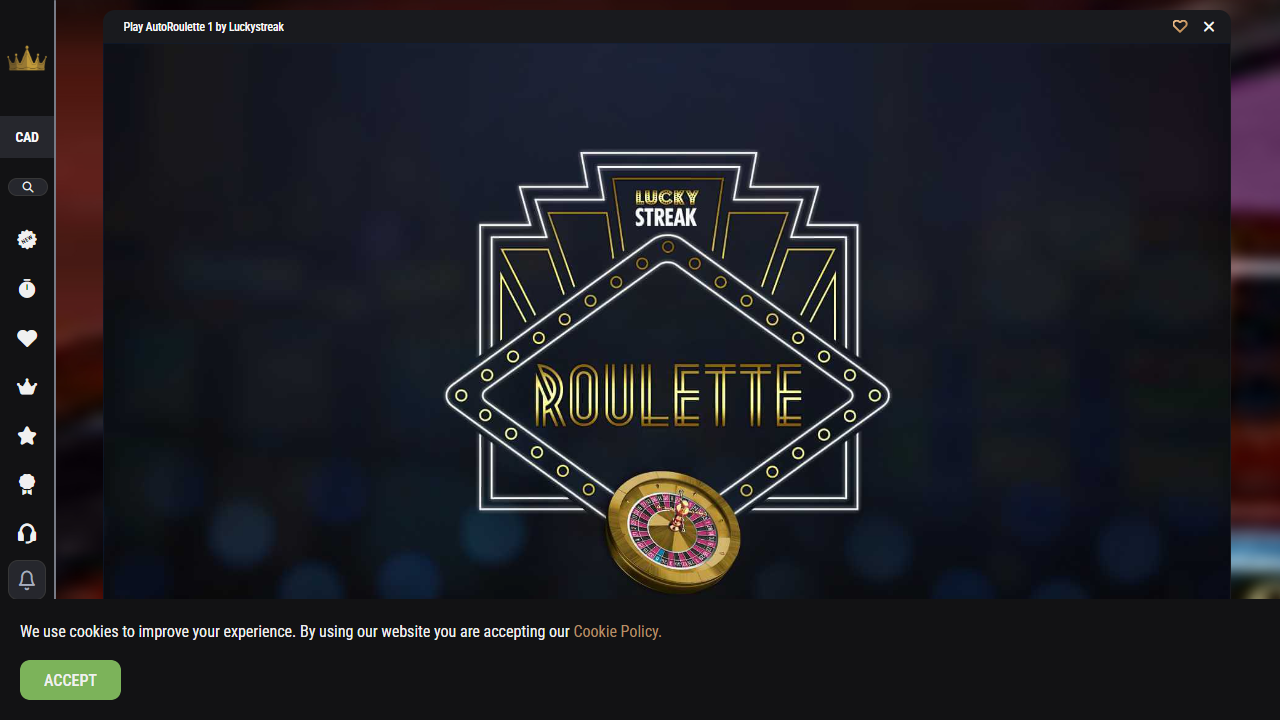 Play AutoRoulette 1 by Luckystreak
CAD
NEW
LUCKY
STREAK
ROULETTE
We use cookies to improve your experience. By using our website you are accepting our Cookie Policy.
ACCEPT